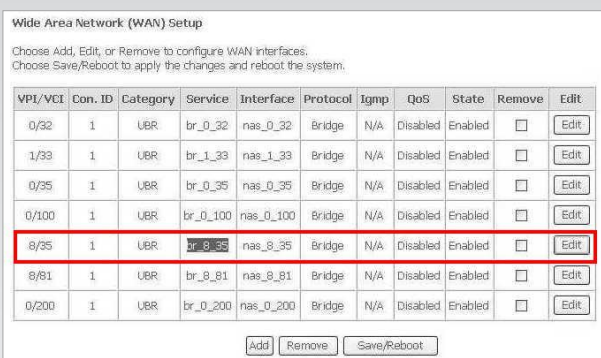 Wide Area Network (WAN) Setup
Choose Add, Edit, or Remove to configure WAN interfaces.
Choose Save/Reboot to apply the changes and reboot the system.
VPI/VCI Con. ID Category Service Interface Protocol Igmp QoS State Remove Edit
0/32 1 UBR br_0_32 nas_0_32 Bridge N/A Disabled Enabled Edit
1/33 1 UBR br_1_33 nas_1_33 Bridge N/A Disabled Enabled Edit
0/35 1 UBR br_0_35 nas_0_35 Bridge N/A Disabled Enabled Edit
0/100 1 UBR br_0_100 nas_0_100 Bridge N/A Disabled Enabled Edit
8/35 1 UBR br_8_35 nas_8_35 Bridge N/A Disabled Enabled Edit
8/81 1 UBR br_8_81 nas_8_81 Bridge N/A Disabled Enabled Edit
0/200 1 UBR br_0_200 nas_0_200 Bridge N/A Disabled Enabled Edit
Add Remove Save/Reboot